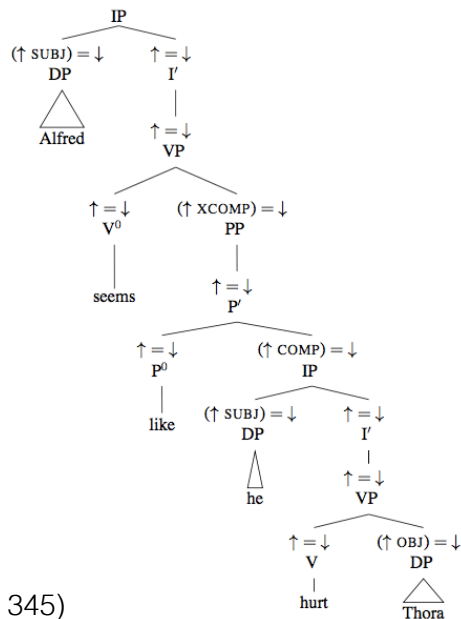 IP
(↑ SUBJ) = ↓ ↑ = ↓
DP I′
Alfred ↑ = ↓
VP
↑ = ↓ (↑ XCOMP) = ↓
V⁰ PP
seems ↑ = ↓
P′
↑ = ↓ (↑ COMP) = ↓
P⁰ IP
like (↑ SUBJ) = ↓ ↑ = ↓
DP I′
he ↑ = ↓
VP
↑ = ↓ (↑ OBJ) = ↓
V DP
345) hurt Thora